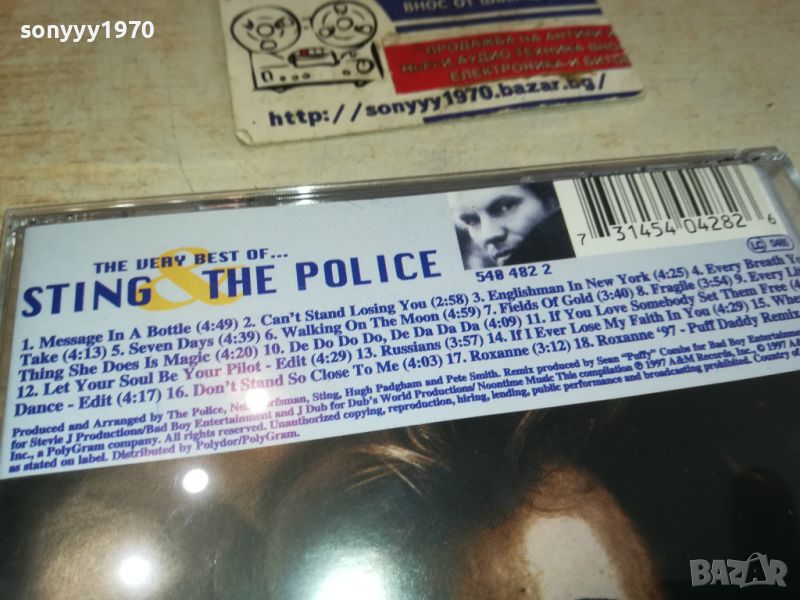 sonyyy1970
ВНОС ОТ
ПРОДАЖБА НА АНТИКИ И
HI-FI И АУДИО ТЕХНИКА ВНОС
ЕЛЕКТРОНИКА И БИТОВ
http://sonyyy1970.bazar.bg/
THE VERY BEST OF...
STING & THE POLICE
540 482 2
7 31454 04282 6
LC 0485
1. Message In A Bottle (4:49) 2. Can't Stand Losing You (2:58) 3. Englishman In New York (4:25) 4. Every Breath You
Take (4:13) 5. Seven Days (4:39) 6. Walking On The Moon (4:59) 7. Fields Of Gold (3:40) 8. Fragile (3:54) 9. Every
Thing She Does Is Magic (4:20) 10. De Do Do Do, De Da Da Da (4:09) 11. If You Love Somebody Set Them Free
12. Let Your Soul Be Your Pilot - Edit (4:29) 13. Russians (3:57) 14. If I Ever Lose My Faith In You (4:29) 15.
Dance - Edit (4:17) 16. Don't Stand So Close To Me (4:03) 17. Roxanne (3:12) 18. Roxanne '97 - Puff Daddy Remix
Produced and Arranged by The Police, Sting, Hugh Padgham and Pete Smith. Remix produced by Sean "Puffy" Combs for Bad Boy Entertainment
for Stevie J Productions/Bad Boy Entertainment and J Dub for Dub's World Productions/ Noontime Music This compilation ℗ 1997 A&M Records, Inc., © 1997
Inc., a PolyGram company. All rights reserved. Unauthorized copying, reproduction, hiring, lending, public performance and broadcasting prohibited. Country of
as stated on label. Distributed by Polydor/PolyGram.
BAZAR